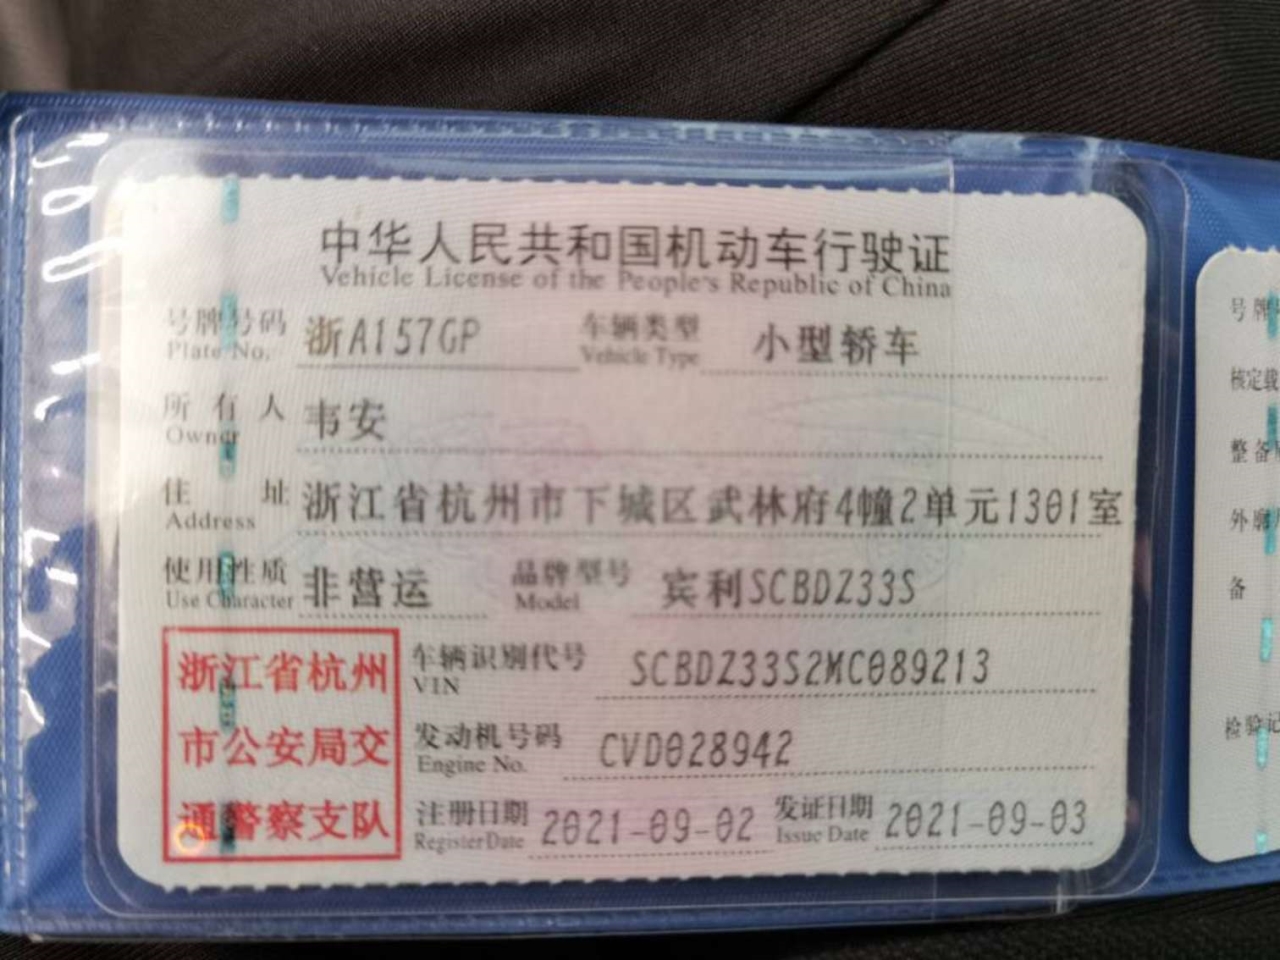 中华人民共和国机动车行驶证
Vehicle License of the People's Republic of China
号牌号码 浙A157GP 车辆类型 小型轿车
Plate No. Vehicle Type
所有人 韦安
Owner
住址 浙江省杭州市下城区武林府4幢2单元1301室
Address
使用性质 非营运 品牌型号 宾利SCBDZ33S
Use Character Model
浙江省杭州
市公安局交
通警察支队
车辆识别代号 SCBDZ33S2MC089213
VIN
发动机号码 CVD028942
Engine No.
注册日期 2021-09-02 发证日期 2021-09-03
Register Date Issue Date
号牌
核定载
整备
外廓
备
检验记